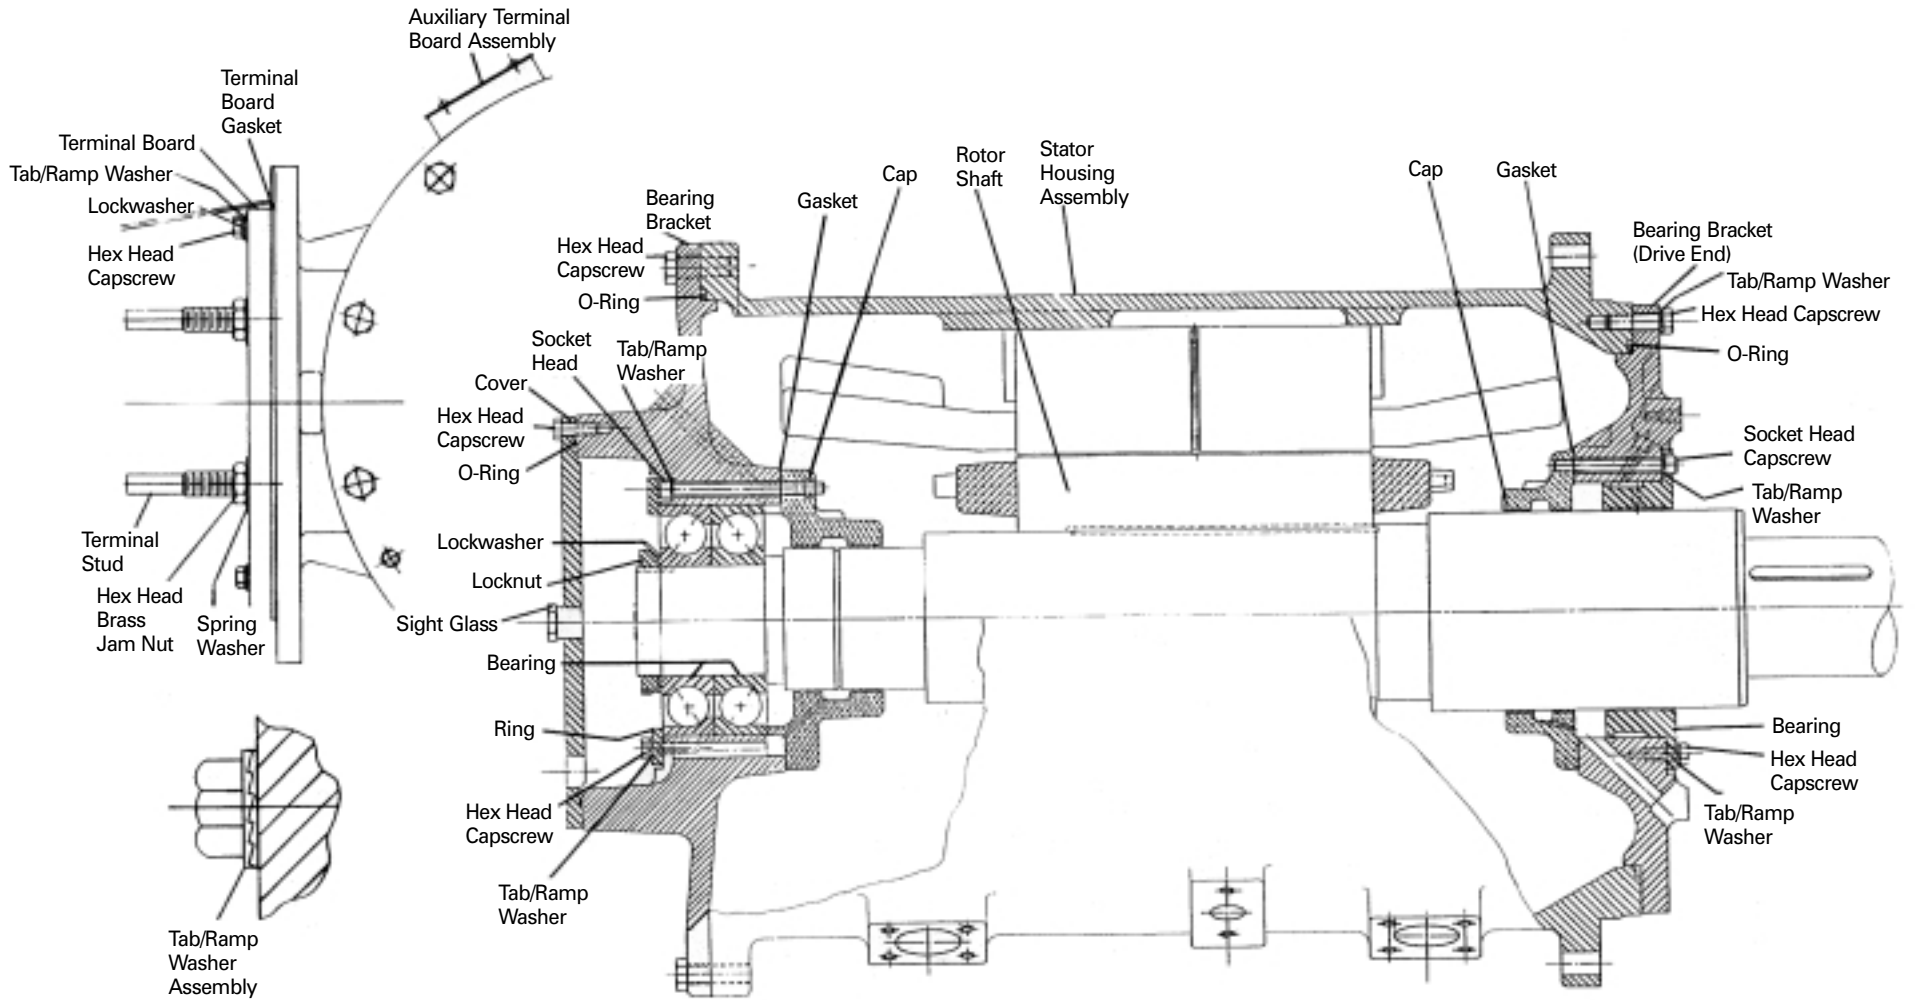 Auxiliary Terminal
Board Assembly
Terminal
Board
Gasket
Terminal Board
Tab/Ramp Washer
Lockwasher
Hex Head
Capscrew
Terminal
Stud
Hex Head
Brass
Jam Nut
Spring
Washer
Tab/Ramp
Washer
Assembly
Bearing
Bracket
Hex Head
Capscrew
O-Ring
Socket
Head
Tab/Ramp
Washer
Cover
Hex Head
Capscrew
O-Ring
Lockwasher
Locknut
Sight Glass
Bearing
Ring
Hex Head
Capscrew
Tab/Ramp
Washer
Gasket
Cap
Rotor
Shaft
Stator
Housing
Assembly
Cap
Gasket
Bearing Bracket
(Drive End)
Tab/Ramp Washer
Hex Head Capscrew
O-Ring
Socket Head
Capscrew
Tab/Ramp
Washer
Bearing
Hex Head
Capscrew
Tab/Ramp
Washer